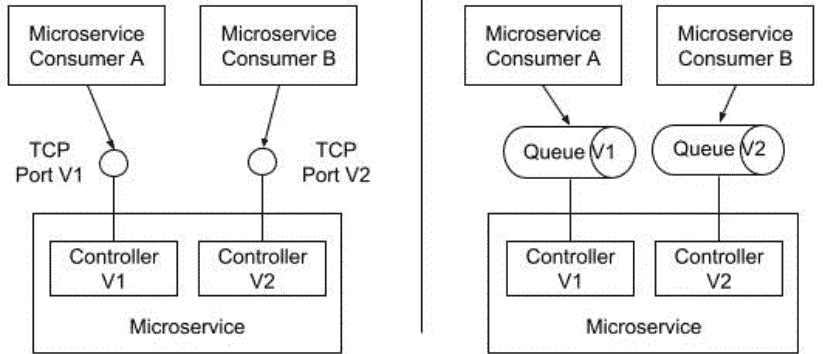 Microservice
Consumer A
Microservice
Consumer B
TCP
Port V1
TCP
Port V2
Controller
V1
Controller
V2
Microservice
Microservice
Consumer A
Microservice
Consumer B
Queue V1
Queue V2
Controller
V1
Controller
V2
Microservice